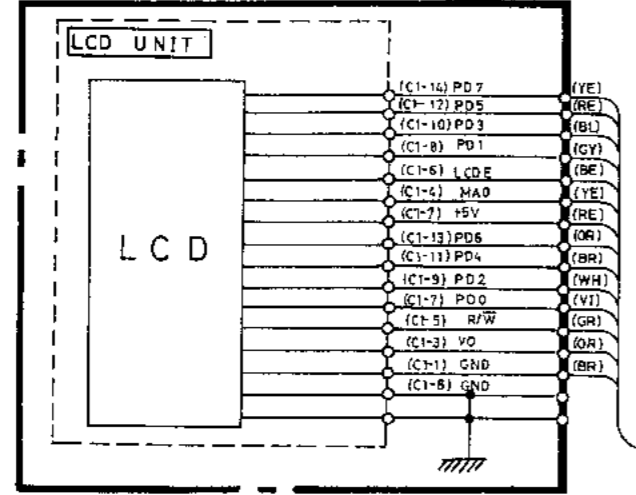 LCD UNIT
LCD
(C1-14) PD7 (YE)
(C1-12) PD5 (RE)
(C1-10) PD3 (BL)
(C1-8) PD1 (GY)
(C1-6) LCDE (BE)
(C1-4) MA0 (YE)
(C1-7) +5V (RE)
(C1-13) PD6 (OR)
(C1-11) PD4 (BR)
(C1-9) PD2 (WH)
(C1-7) PD0 (VI)
(C1-5) R/W̅ (GR)
(C1-3) VO (OR)
(C1-1) GND (BR)
(C1-6) GND